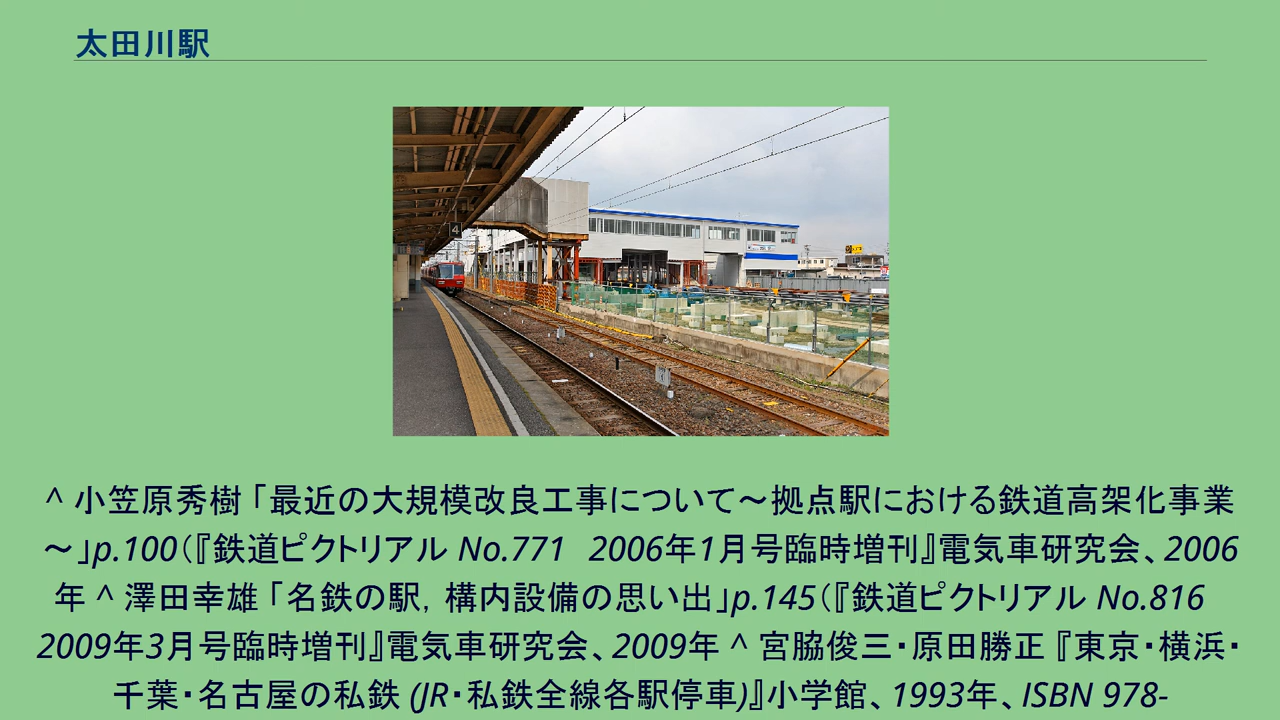 太田川駅
4
^ 小笠原秀樹 「最近の大規模改良工事について～拠点駅における鉄道高架化事業
～」p.100（『鉄道ピクトリアル No.771　2006年1月号臨時増刊』電気車研究会、2006
年 ^ 澤田幸雄 「名鉄の駅，構内設備の思い出」p.145（『鉄道ピクトリアル No.816
2009年3月号臨時増刊』電気車研究会、2009年 ^ 宮脇俊三・原田勝正 『東京・横浜・
千葉・名古屋の私鉄 (JR・私鉄全線各駅停車)』小学館、1993年、ISBN 978-